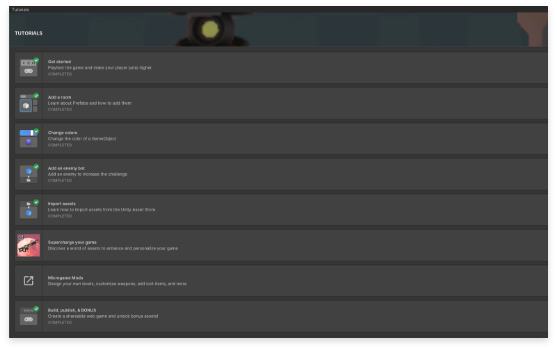 Tutorials
TUTORIALS
Get started
Playtest the game and make your player jump higher
COMPLETED
Add a room
Learn about Prefabs and how to add them
COMPLETED
Change colors
Change the color of a GameObject
COMPLETED
Add an enemy bot
Add an enemy to increase the challenge
COMPLETED
Import assets
Learn how to import assets from the Unity Asset Store
COMPLETED
Supercharge your game
Discover a world of assets to enhance and personalize your game
Microgame Mods
Design your own levels, customize weapons, add loot items, and more
Build, publish, & BONUS
Create a shareable web game and unlock bonus assets!
COMPLETED